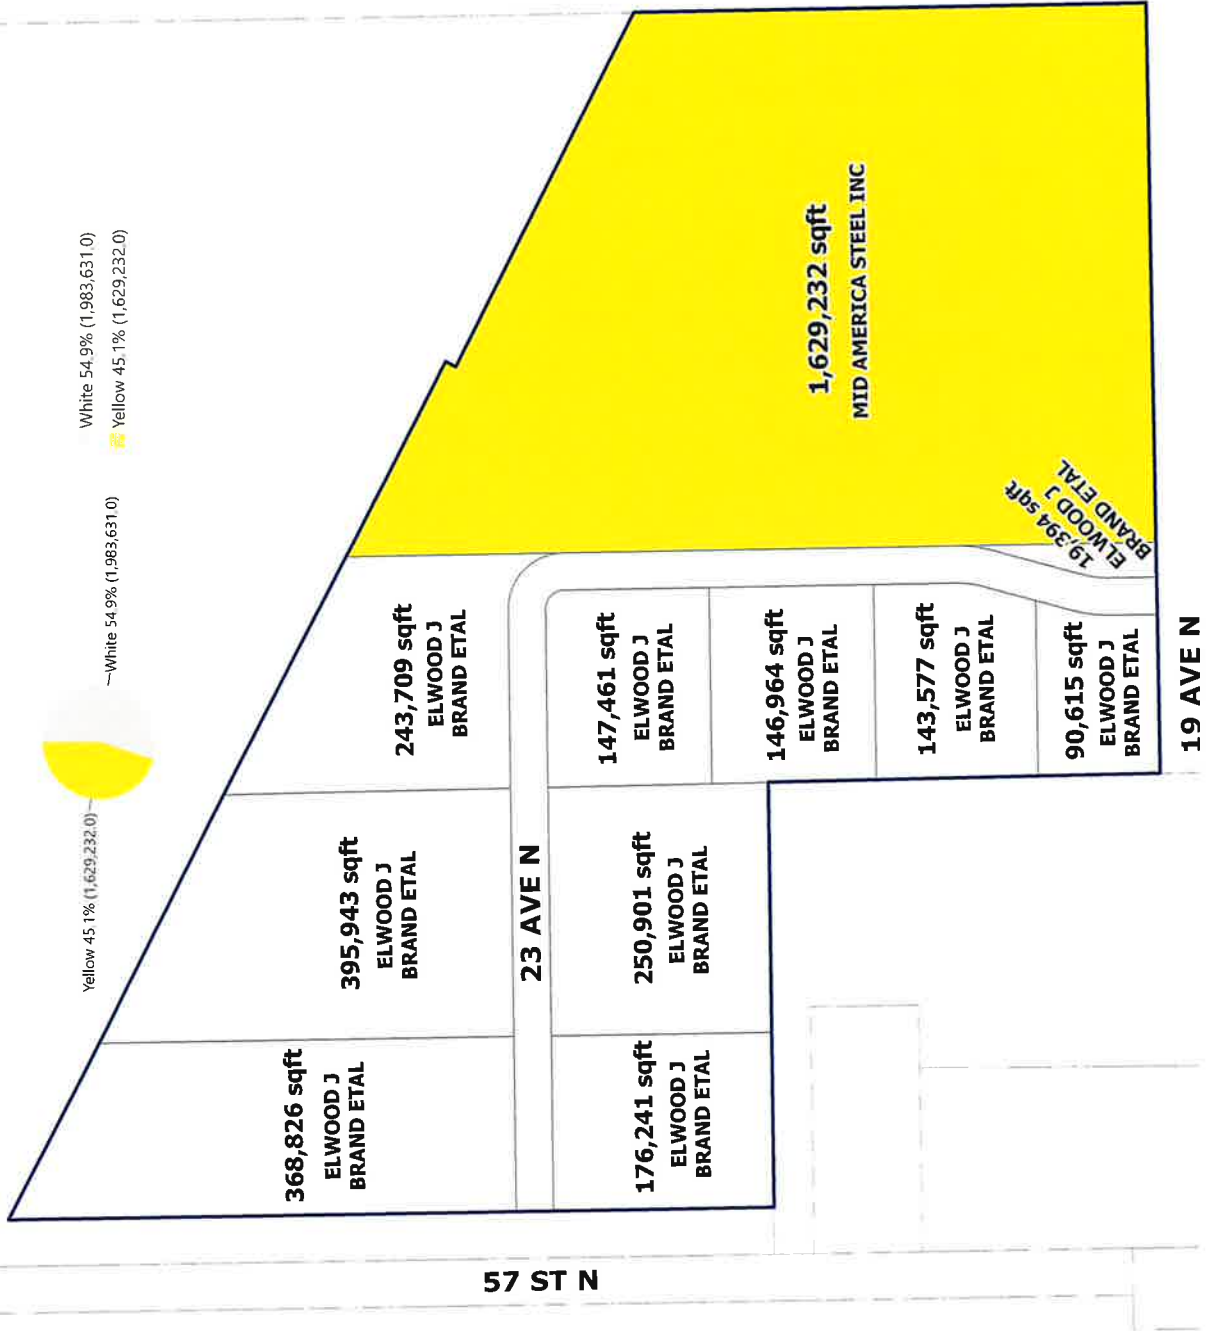 White 54.9% (1,983,631.0)
Yellow 45.1% (1,629,232.0)
White 54.9% (1,983,631.0)
Yellow 45.1% (1,629,232.0)
1,629,232 sqft
MID AMERICA STEEL INC
19,394 sqft
ELWOOD J
BRAND ETAL
243,709 sqft
ELWOOD J
BRAND ETAL
147,461 sqft
ELWOOD J
BRAND ETAL
146,964 sqft
ELWOOD J
BRAND ETAL
143,577 sqft
ELWOOD J
BRAND ETAL
90,615 sqft
ELWOOD J
BRAND ETAL
19 AVE N
395,943 sqft
ELWOOD J
BRAND ETAL
23 AVE N
250,901 sqft
ELWOOD J
BRAND ETAL
368,826 sqft
ELWOOD J
BRAND ETAL
176,241 sqft
ELWOOD J
BRAND ETAL
57 ST N